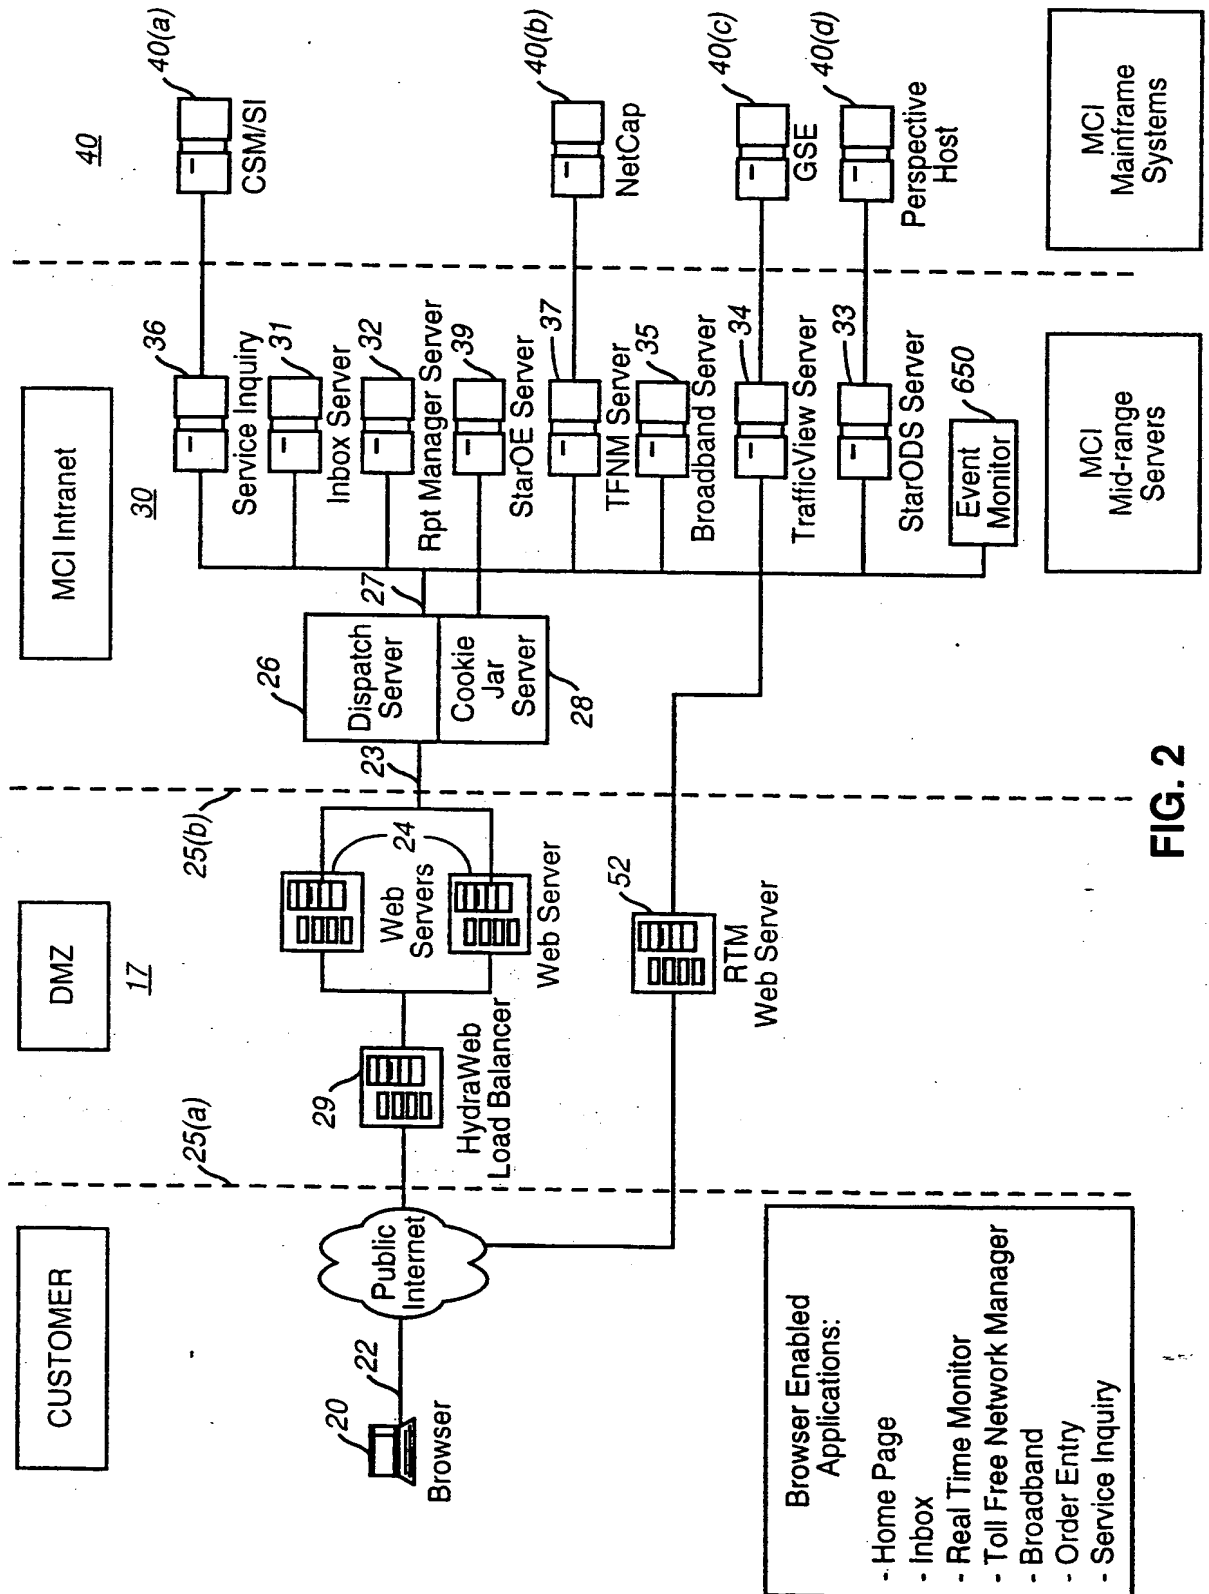 CUSTOMER
DMZ
17
MCI Intranet
30
40
25(a)
25(b)
20
Browser
22
Public
Internet
29
HydraWeb
Load Balancer
24
Web
Servers
Web Server
52
RTM
Web Server
23
26
Dispatch
Server
Cookie
Jar
Server
28
27
36
Service Inquiry
31
Inbox Server
32
Rpt Manager Server
39
StarOE Server
37
TFNM Server
35
Broadband Server
34
TrafficView Server
33
StarODS Server
650
Event
Monitor
40(a)
CSM/SI
40(b)
NetCap
40(c)
GSE
40(d)
Perspective
Host
Browser Enabled
Applications:
- Home Page
- Inbox
- Real Time Monitor
- Toll Free Network Manager
- Broadband
- Order Entry
- Service Inquiry
MCI
Mid-range
Servers
MCI
Mainframe
Systems
FIG. 2